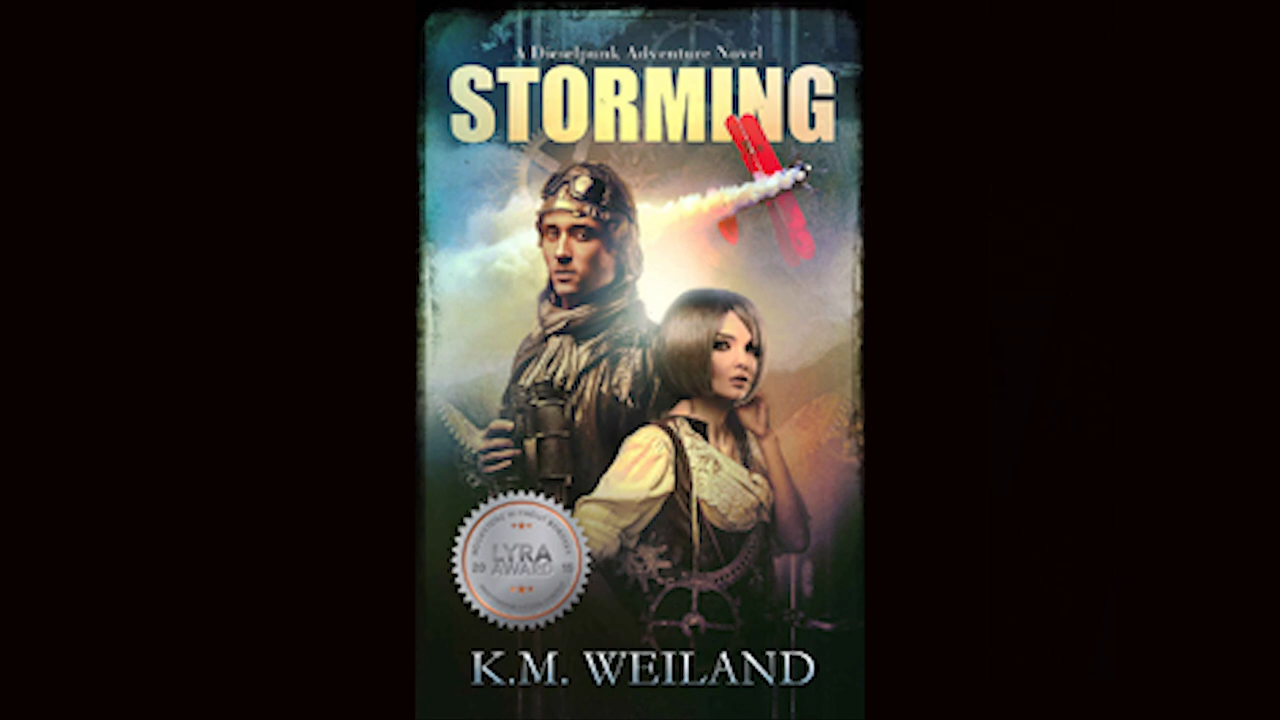 A Dieselpunk Adventure Novel
STORMING
LYRA
AWARD
20 15
K.M. WEILAND